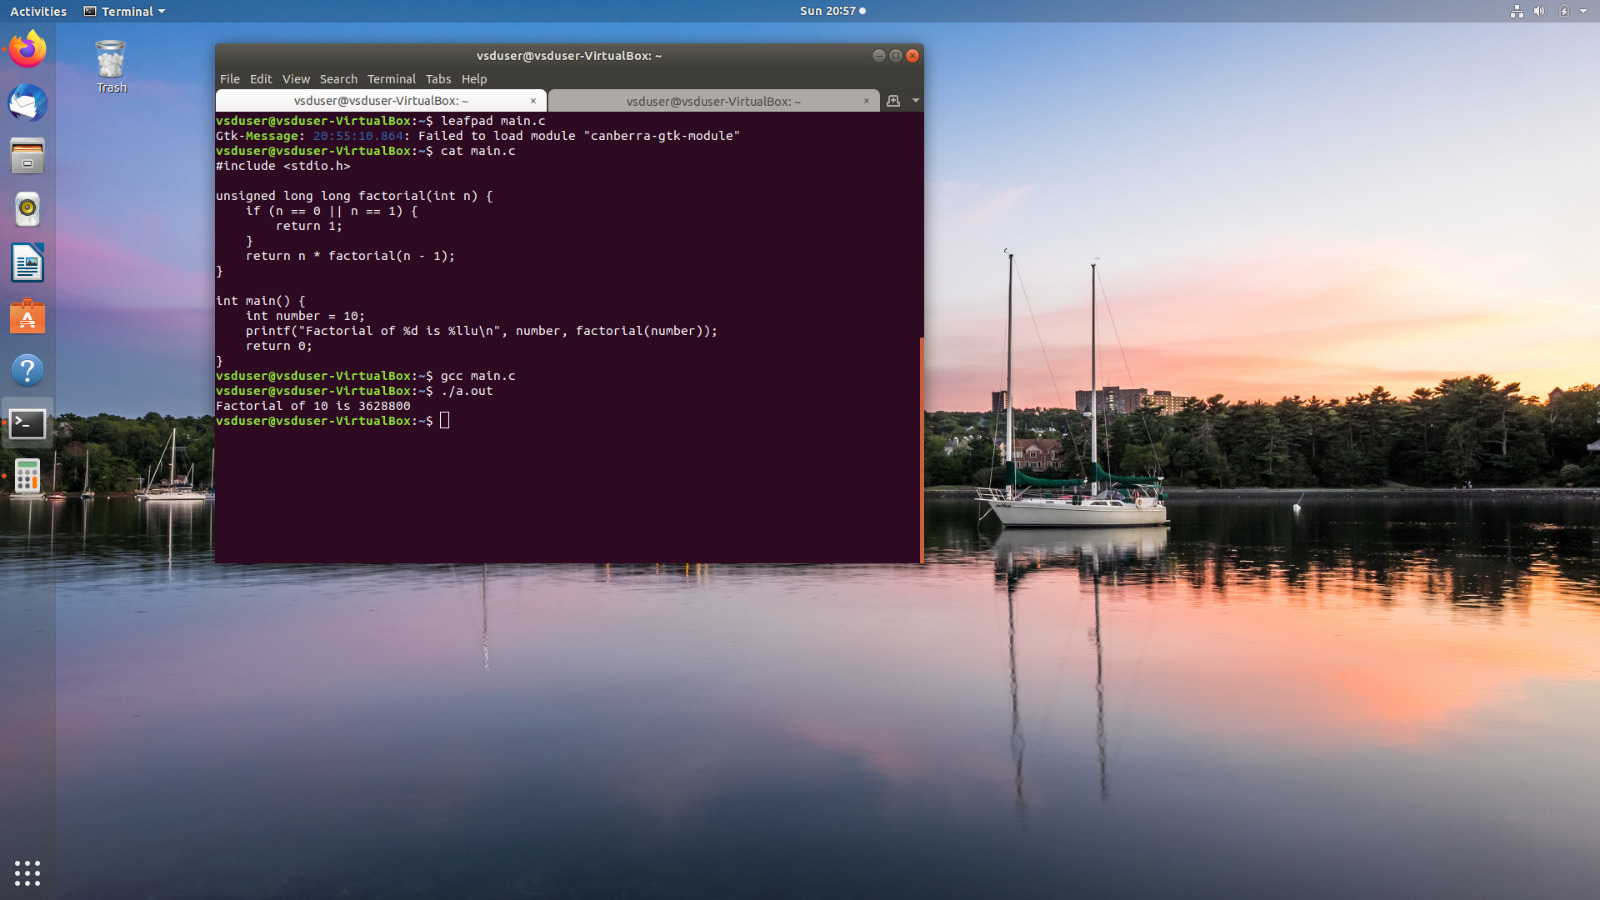 Activities
Terminal
Sun 20:57
Trash
vsduser@vsduser-VirtualBox: ~
File Edit View Search Terminal Tabs Help
vsduser@vsduser-VirtualBox: ~ ×
vsduser@vsduser-VirtualBox: ~ ×
vsduser@vsduser-VirtualBox:~$ leafpad main.c
Gtk-Message: 20:55:10.864: Failed to load module "canberra-gtk-module"
vsduser@vsduser-VirtualBox:~$ cat main.c
#include <stdio.h>
unsigned long long factorial(int n) {
    if (n == 0 || n == 1) {
        return 1;
    }
    return n * factorial(n - 1);
}
int main() {
    int number = 10;
    printf("Factorial of %d is %llu\n", number, factorial(number));
    return 0;
}
vsduser@vsduser-VirtualBox:~$ gcc main.c
vsduser@vsduser-VirtualBox:~$ ./a.out
Factorial of 10 is 3628800
vsduser@vsduser-VirtualBox:~$